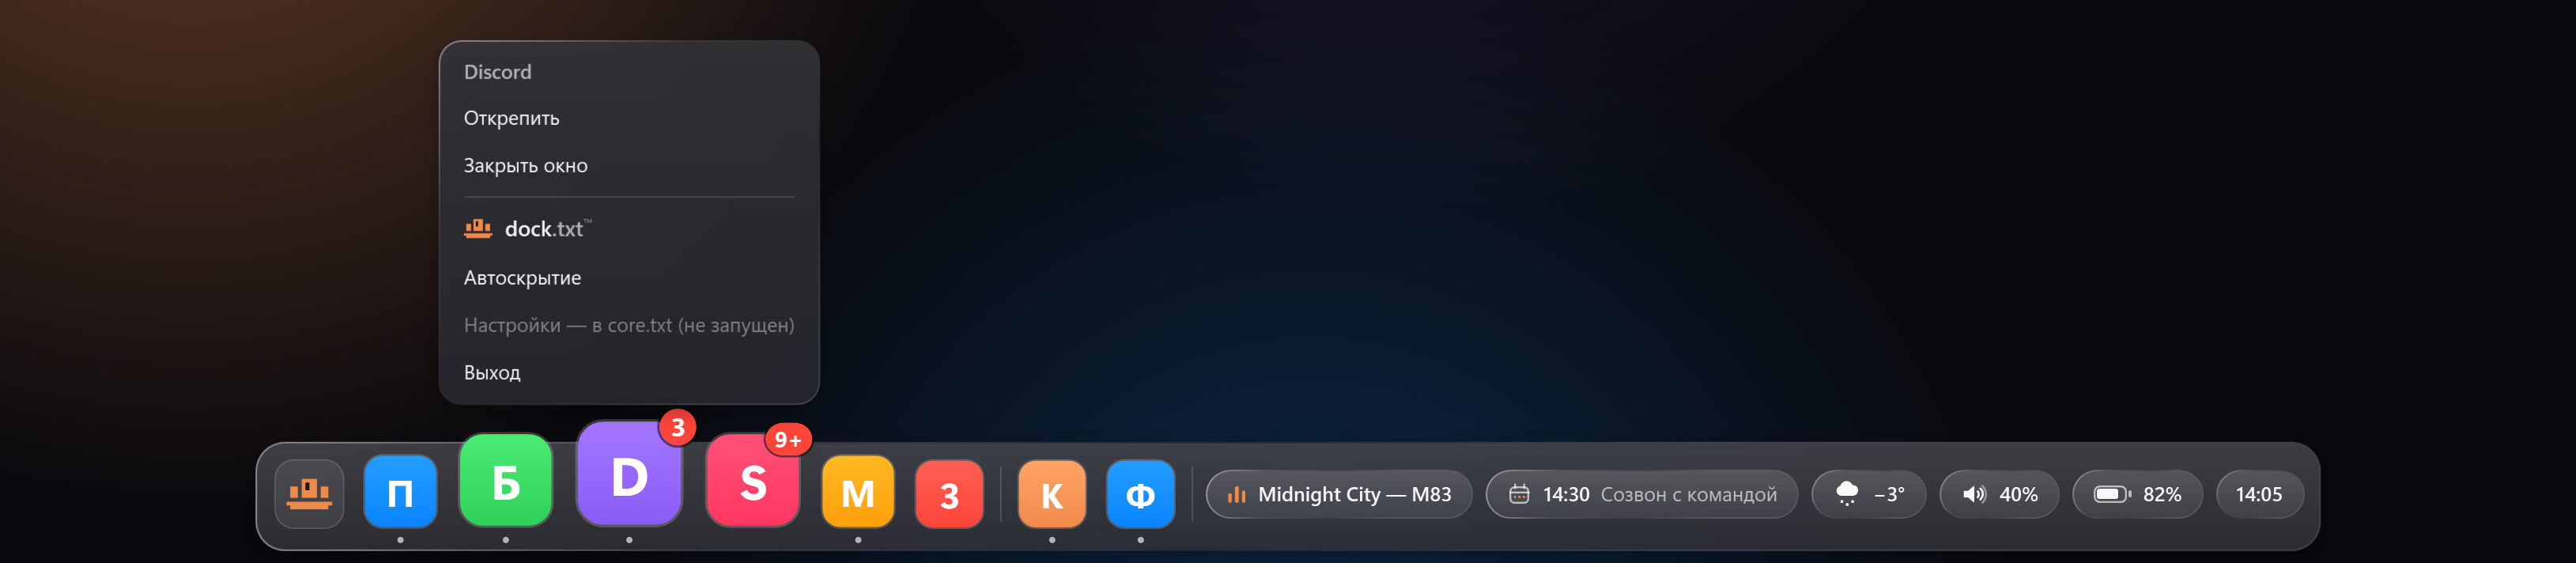 Discord
Открепить
Закрыть окно
dock.txt™
Автоскрытие
Настройки — в core.txt (не запущен)
Выход
П Б D 3 S 9+ М З К Ф Midnight City — M83 14:30 Созвон с командой −3° 40% 82% 14:05